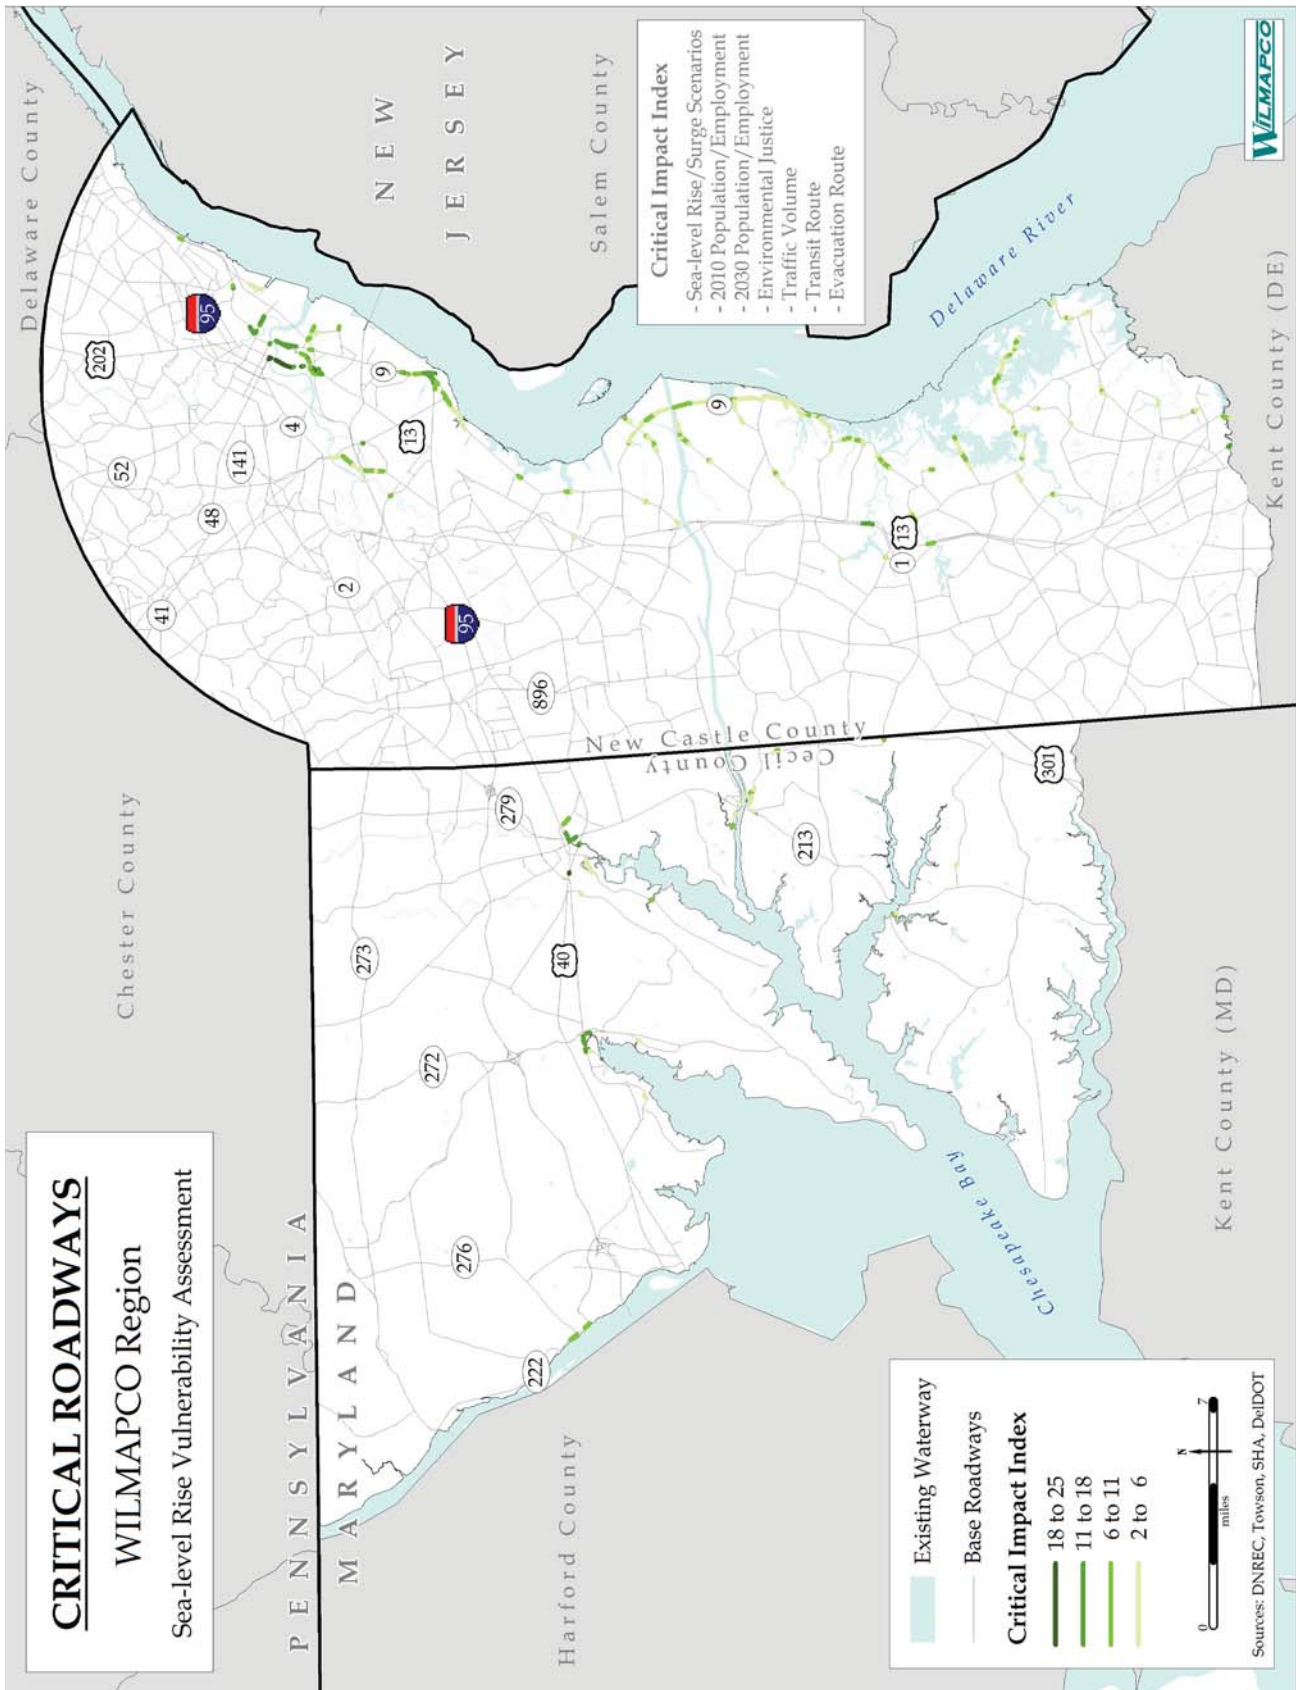 CRITICAL ROADWAYS
WILMAPCO Region
Sea-level Rise Vulnerability Assessment
PENNSYLVANIA
MARYLAND
Chester County
Delaware County
NEW
JERSEY
Salem County
Harford County
Kent County (MD)
Kent County (DE)
New Castle County
Cecil County
Chesapeake Bay
Delaware River
222
276
272
273
40
279
213
301
896
95
2
41
48
52
141
4
202
95
13
9
9
13
1
Critical Impact Index
- Sea-level Rise/Surge Scenarios
- 2010 Population/Employment
- 2030 Population/Employment
- Environmental Justice
- Traffic Volume
- Transit Route
- Evacuation Route
Existing Waterway
Base Roadways
Critical Impact Index
18 to 25
11 to 18
6 to 11
2 to 6
N
0
7
miles
Sources: DNREC, Towson, SHA, DelDOT
WILMAPCO